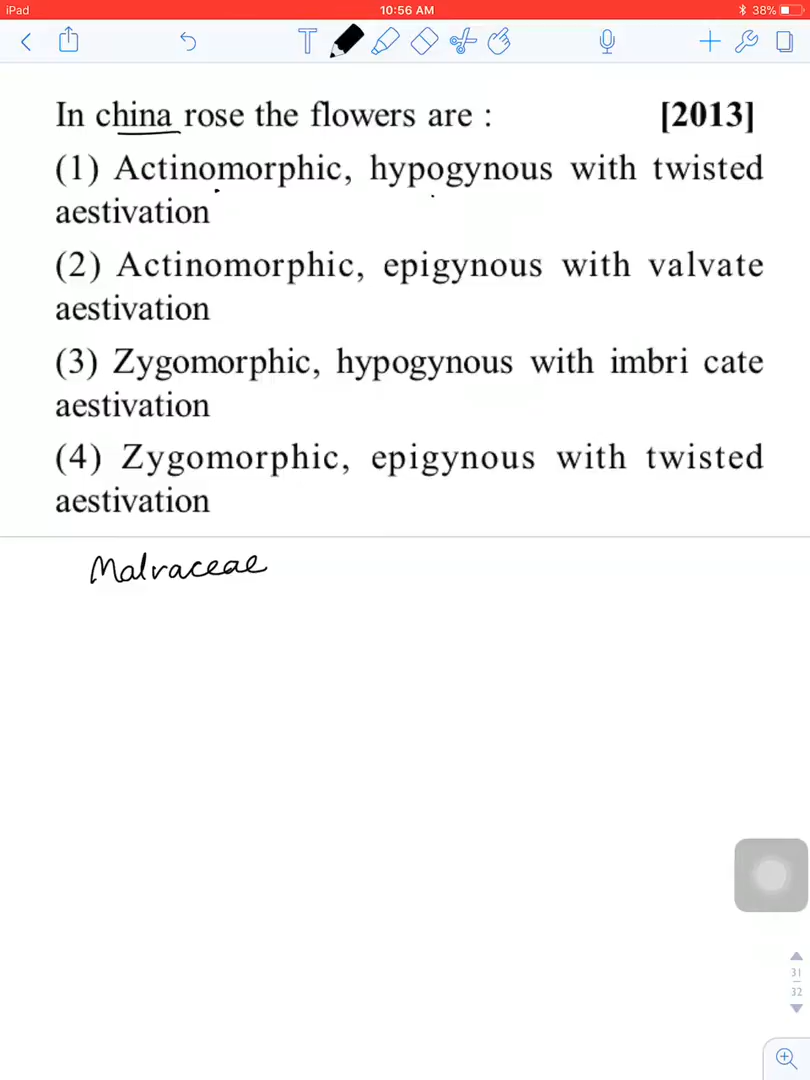 iPad
10:56 AM
38%
T
In china rose the flowers are : [2013]
(1) Actinomorphic, hypogynous with twisted
aestivation
(2) Actinomorphic, epigynous with valvate
aestivation
(3) Zygomorphic, hypogynous with imbri cate
aestivation
(4) Zygomorphic, epigynous with twisted
aestivation
Malvaceae
31
32